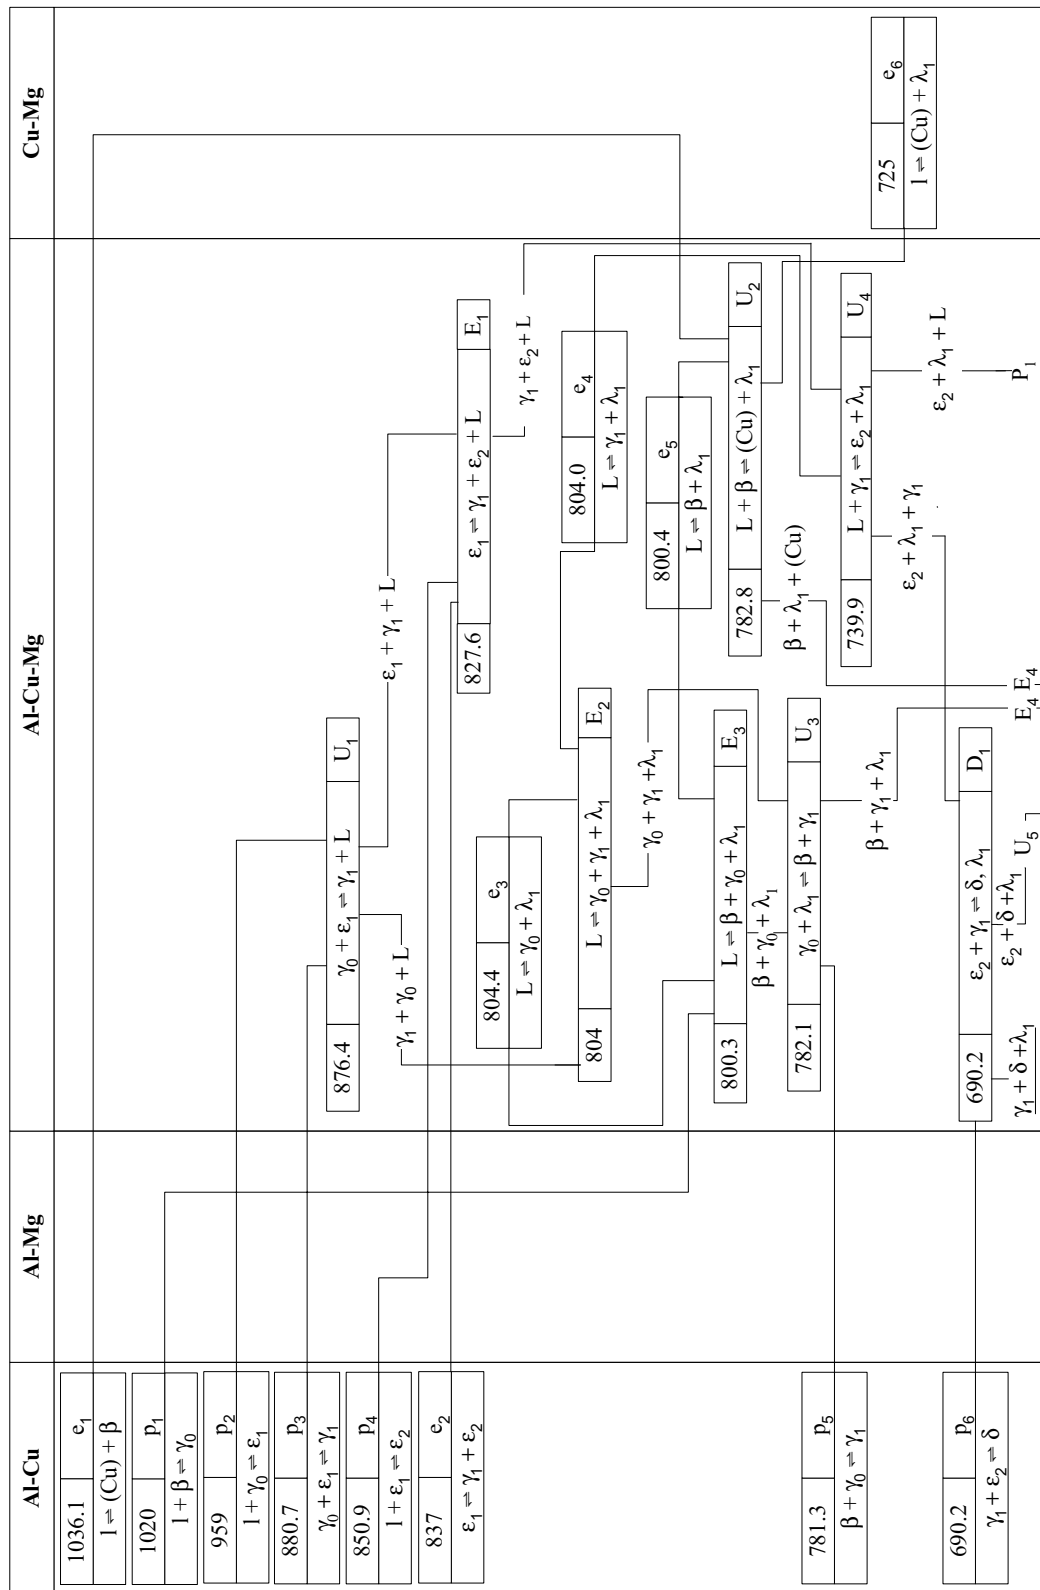 Al-Cu
Al-Mg
Al-Cu-Mg
Cu-Mg
1036.1 e₁
l ⇌ (Cu) + β
1020 p₁
l + β ⇌ γ₀
959 p₂
l + γ₀ ⇌ ε₁
880.7 p₃
γ₀ + ε₁ ⇌ γ₁
850.9 p₄
l + ε₁ ⇌ ε₂
837 e₂
ε₁ ⇌ γ₁ + ε₂
781.3 p₅
β + γ₀ ⇌ γ₁
690.2 p₆
γ₁ + ε₂ ⇌ δ
876.4 γ₀ + ε₁ ⇌ γ₁ + L U₁
γ₁ + γ₀ + L
ε₁ + γ₁ + L
827.6 ε₁ ⇌ γ₁ + ε₂ + L E₁
γ₁ + ε₂ + L
804.4 e₃
L ⇌ γ₀ + λ₁
804.0 e₄
L ⇌ γ₁ + λ₁
804 L ⇌ γ₀ + γ₁ + λ₁ E₂
γ₀ + γ₁ +λ₁
800.4 e₅
L ⇌ β + λ₁
800.3 L ⇌ β + γ₀ + λ₁ E₃
β + γ₀ + λ₁
782.8 L + β ⇌ (Cu) + λ₁ U₂
β + λ₁ + (Cu)
782.1 γ₀ + λ₁ ⇌ β + γ₁ U₃
β + γ₁ + λ₁
739.9 L + γ₁ ⇌ ε₂ + λ₁ U₄
ε₂ + λ₁ + γ₁
ε₂ + λ₁ + L
690.2 ε₂ + γ₁ ⇌ δ, λ₁ D₁
γ₁ + δ +λ₁
ε₂ + δ +λ₁
U₅
E₄ E₄
P₁
725 e₆
l ⇌ (Cu) + λ₁